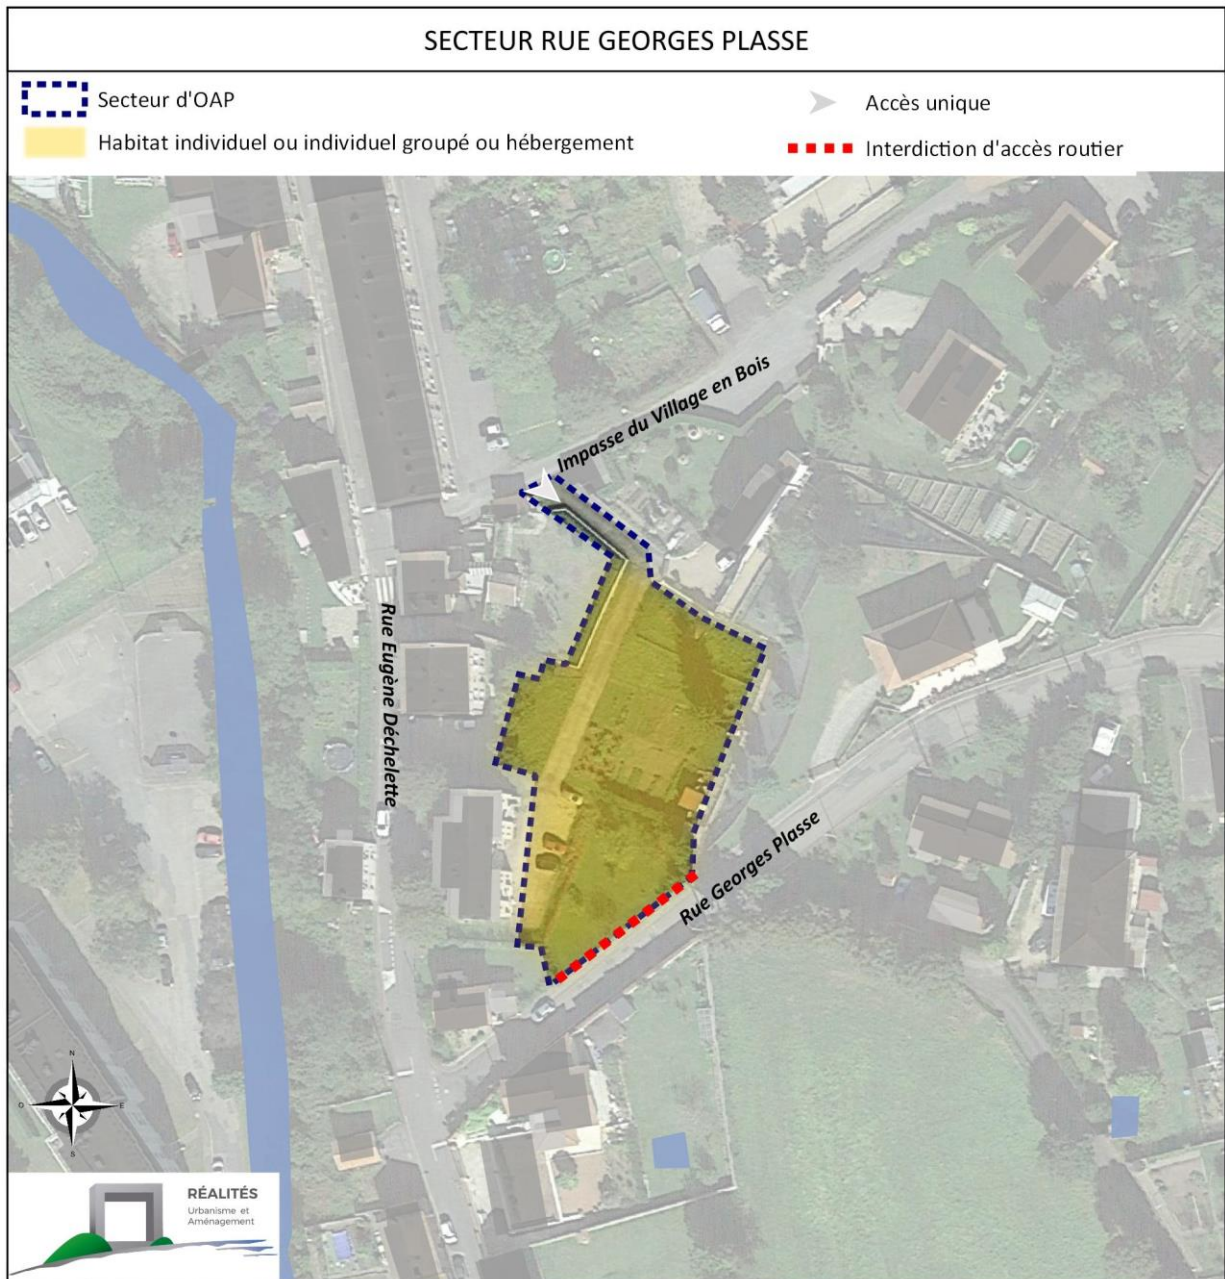 SECTEUR RUE GEORGES PLASSE
Secteur d'OAP
Accès unique
Habitat individuel ou individuel groupé ou hébergement
Interdiction d'accès routier
Impasse du Village en Bois
Rue Eugène Déchelette
Rue Georges Plasse
N
O
E
S
RÉALITÉS
Urbanisme et
Aménagement